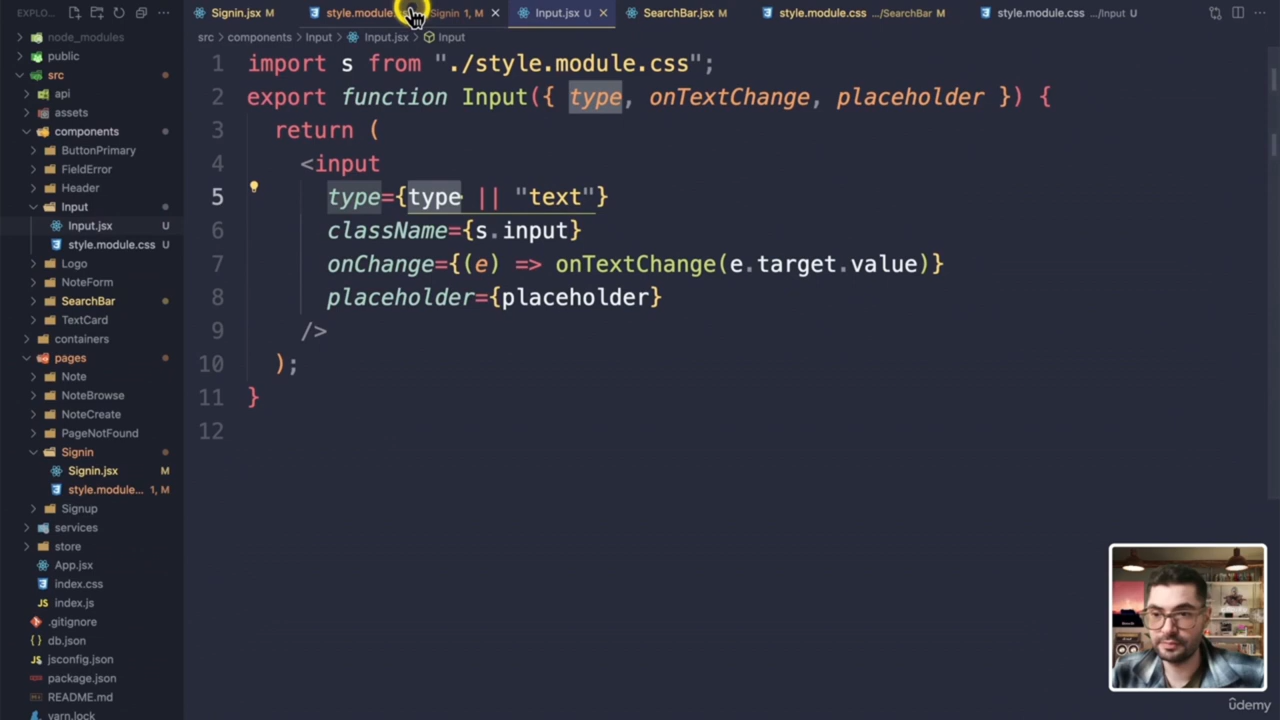 EXPLO...
Signin.jsx M
style.module. Signin 1, M
Input.jsx U
SearchBar.jsx M
style.module.css .../SearchBar M
style.module.css .../Input U
src > components > Input > Input.jsx > Input
node_modules
public
src
api
assets
components
ButtonPrimary
FieldError
Header
Input
Input.jsx U
style.module.css U
Logo
NoteForm
SearchBar
TextCard
containers
pages
Note
NoteBrowse
NoteCreate
PageNotFound
Signin
Signin.jsx M
style.module... 1, M
Signup
services
store
App.jsx
index.css
index.js
.gitignore
db.json
jsconfig.json
package.json
README.md
yarn.lock
1 import s from "./style.module.css";
2 export function Input({ type, onTextChange, placeholder }) {
3 return (
4 <input
5 type={type || "text"}
6 className={s.input}
7 onChange={(e) => onTextChange(e.target.value)}
8 placeholder={placeholder}
9 />
10 );
11 }
12
ûdemy